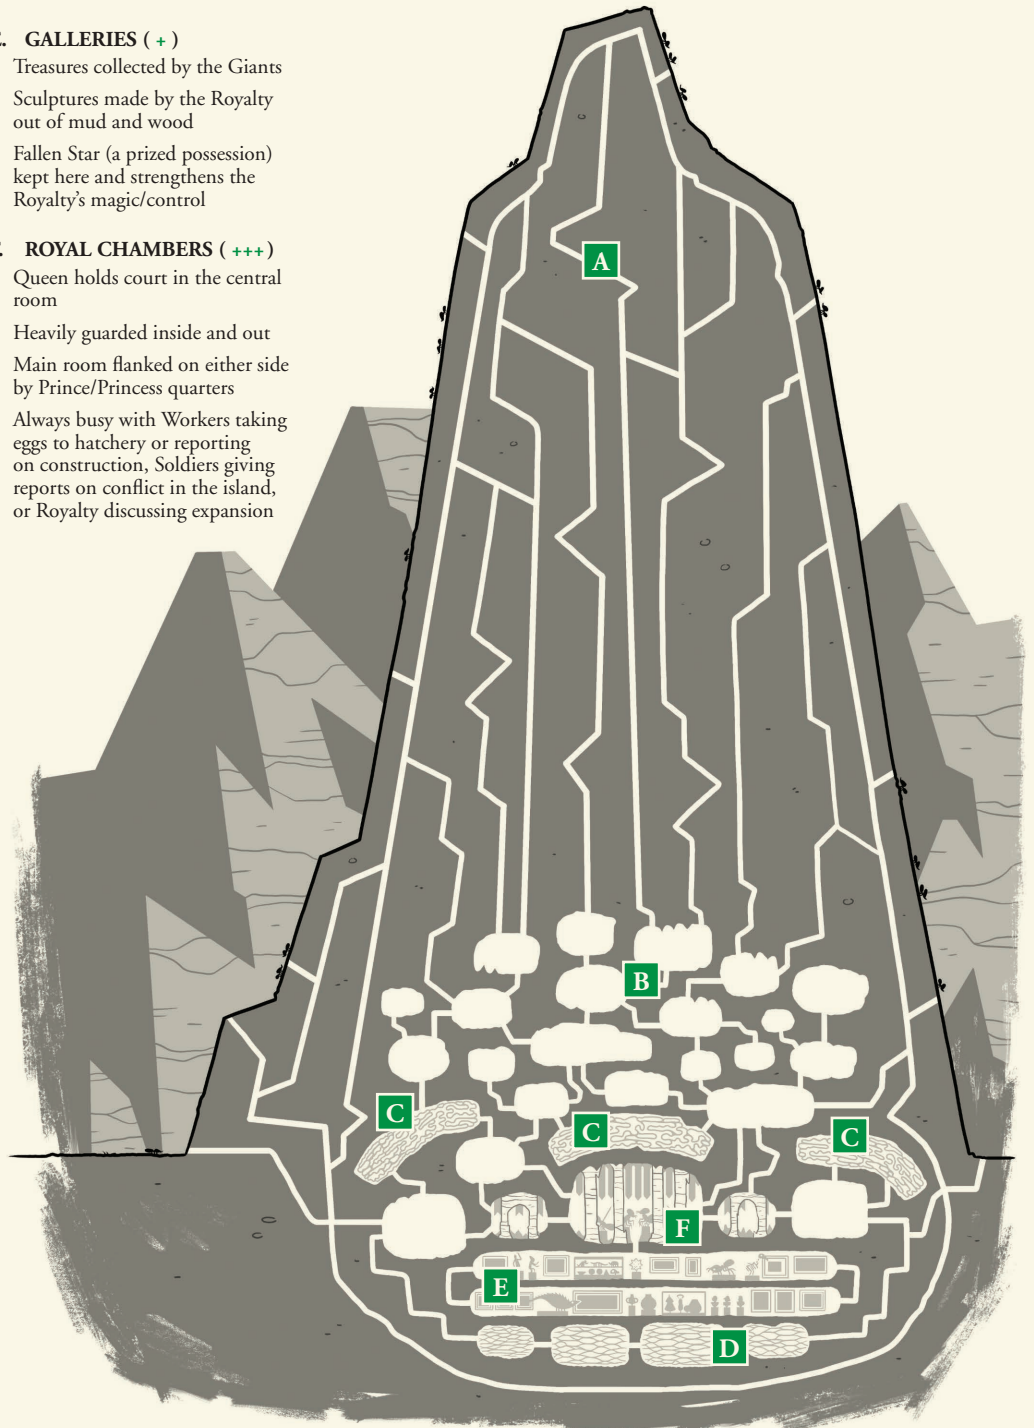 . GALLERIES ( + )
Treasures collected by the Giants
Sculptures made by the Royalty
out of mud and wood
Fallen Star (a prized possession)
kept here and strengthens the
Royalty’s magic/control
. ROYAL CHAMBERS ( +++ )
Queen holds court in the central
room
Heavily guarded inside and out
Main room flanked on either side
by Prince/Princess quarters
Always busy with Workers taking
eggs to hatchery or reporting
on construction, Soldiers giving
reports on conflict in the island,
or Royalty discussing expansion
A
B
C
C
C
F
E
D